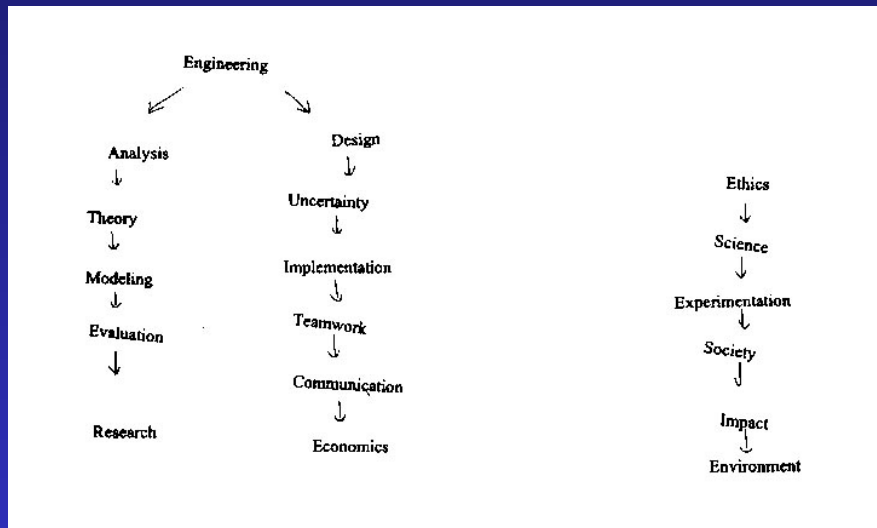 Engineering
Analysis
Theory
Modeling
Evaluation
Research
Design
Uncertainty
Implementation
Teamwork
Communication
Economics
Ethics
Science
Experimentation
Society
Impact
Environment